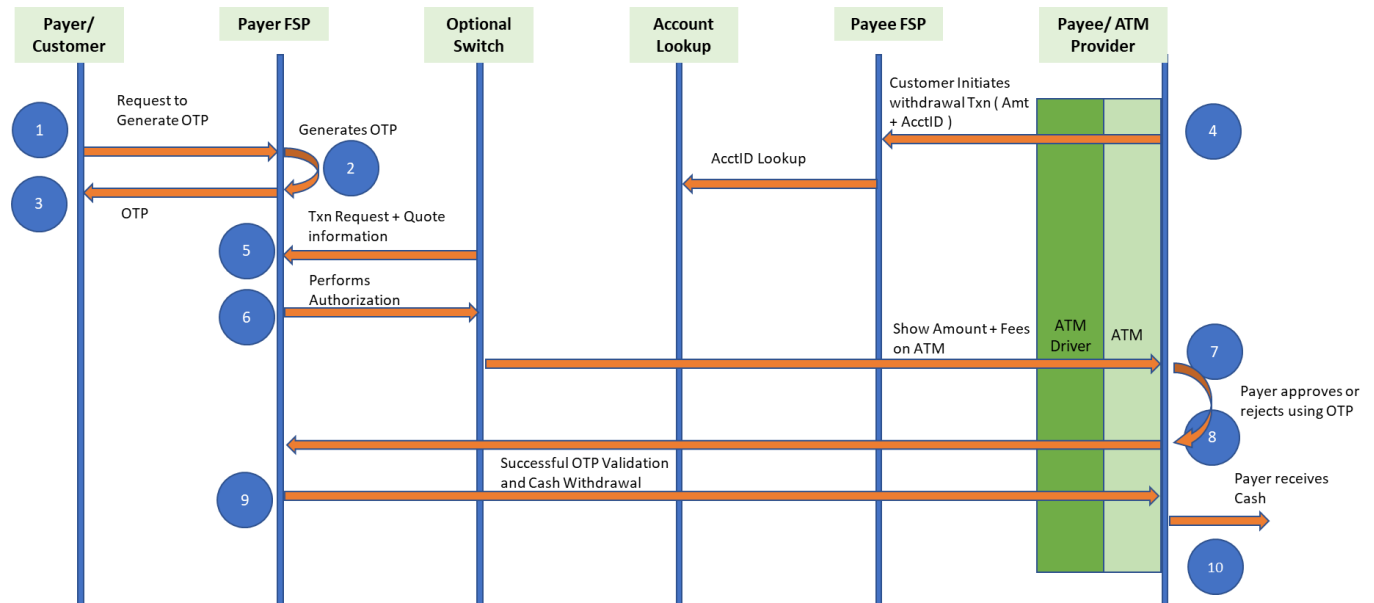 Payer/
Customer
Payer FSP
Optional
Switch
Account
Lookup
Payee FSP
Payee/ ATM
Provider
Request to
Generate OTP
1
Generates OTP
2
3
OTP
Customer Initiates
withdrawal Txn ( Amt
+ AcctID )
4
AcctID Lookup
Txn Request + Quote
information
5
Performs
Authorization
6
Show Amount + Fees
on ATM
ATM
Driver
ATM
7
Payer approves or
rejects using OTP
8
Successful OTP Validation
and Cash Withdrawal
9
Payer receives
Cash
10